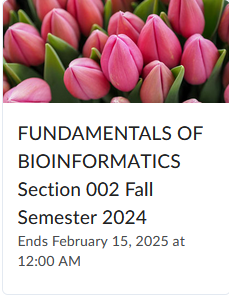 FUNDAMENTALS OF
BIOINFORMATICS
Section 002 Fall
Semester 2024
Ends February 15, 2025 at
12:00 AM